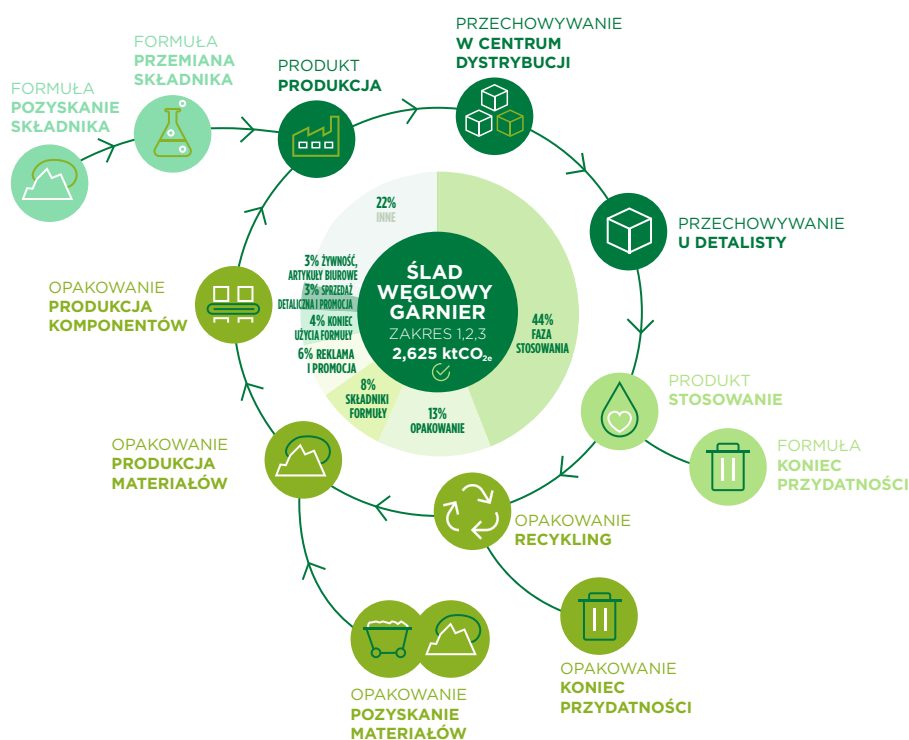 FORMUŁA
POZYSKANIE
SKŁADNIKA
FORMUŁA
PRZEMIANA
SKŁADNIKA
PRODUKT
PRODUKCJA
PRZECHOWYWANIE
W CENTRUM
DYSTRYBUCJI
PRZECHOWYWANIE
U DETALISTY
PRODUKT
STOSOWANIE
FORMUŁA
KONIEC
PRZYDATNOŚCI
OPAKOWANIE
RECYKLING
OPAKOWANIE
KONIEC
PRZYDATNOŚCI
OPAKOWANIE
POZYSKANIE
MATERIAŁÓW
OPAKOWANIE
PRODUKCJA
MATERIAŁÓW
OPAKOWANIE
PRODUKCJA
KOMPONENTÓW
ŚLAD
WĘGLOWY
GARNIER
ZAKRES 1,2,3
2,625 ktCO2e
44%
FAZA
STOSOWANIA
13%
OPAKOWANIE
8%
SKŁADNIKI
FORMUŁY
6% REKLAMA
I PROMOCJA
4% KONIEC
UŻYCIA FORMUŁY
3% SPRZEDAŻ
DETALICZNA I PROMOCJA
3% ŻYWNOŚĆ,
ARTYKUŁY BIUROWE
22%
INNE